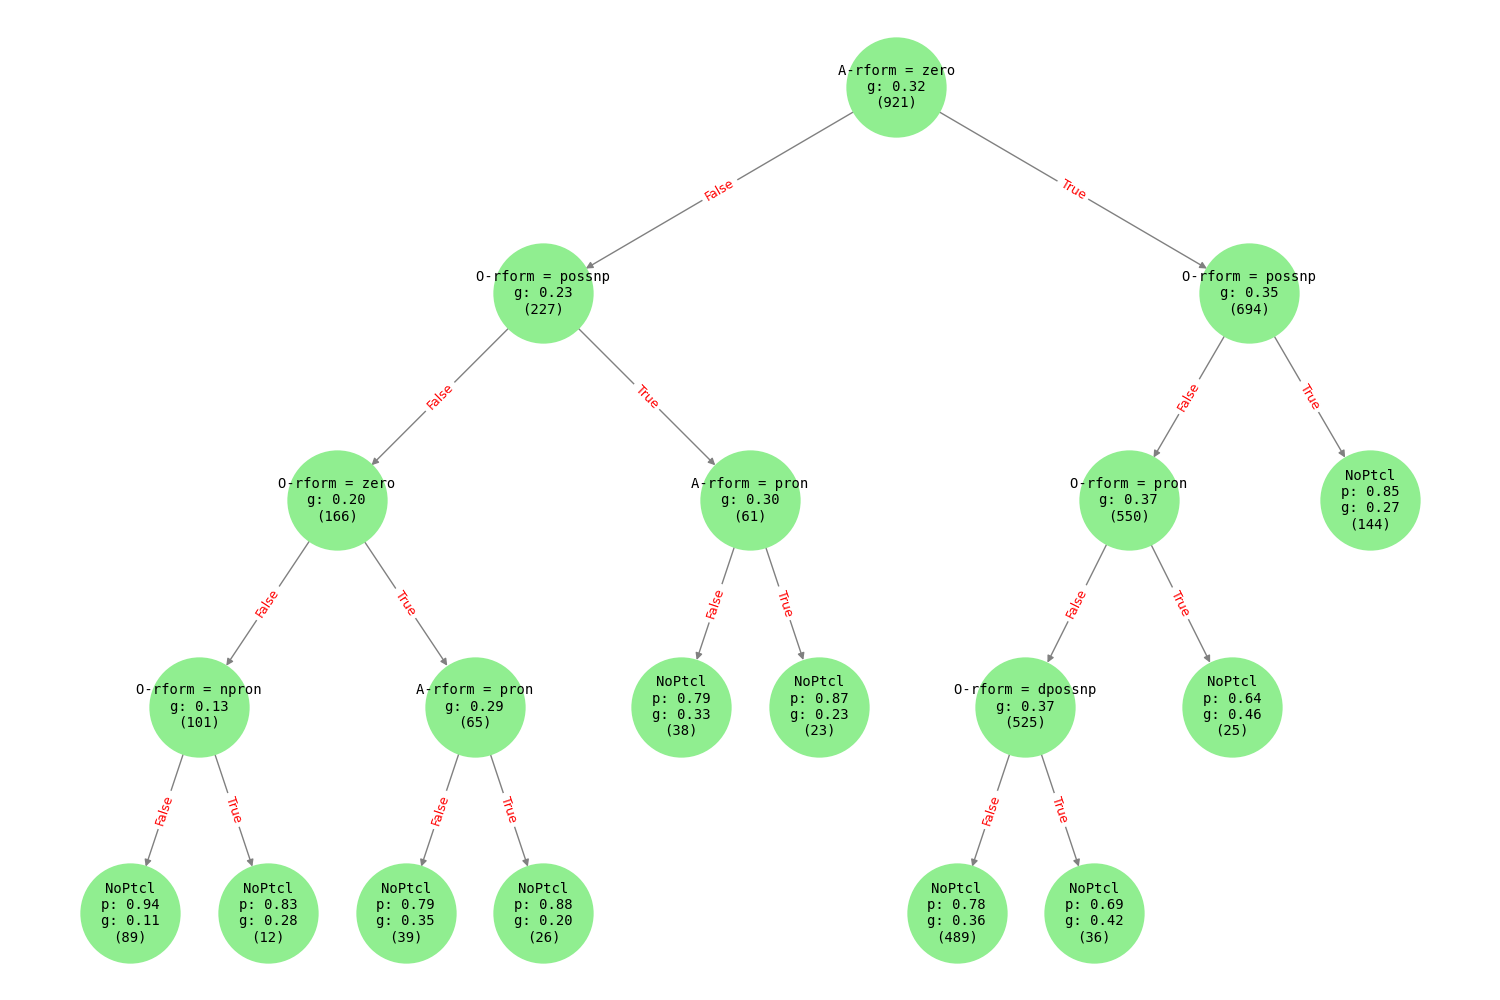 A-rform = zero
g: 0.32
(921)
False
True
O-rform = possnp
g: 0.23
(227)
O-rform = possnp
g: 0.35
(694)
False
True
False
True
O-rform = zero
g: 0.20
(166)
A-rform = pron
g: 0.30
(61)
O-rform = pron
g: 0.37
(550)
NoPtcl
p: 0.85
g: 0.27
(144)
False
True
False
True
False
True
O-rform = npron
g: 0.13
(101)
A-rform = pron
g: 0.29
(65)
NoPtcl
p: 0.79
g: 0.33
(38)
NoPtcl
p: 0.87
g: 0.23
(23)
O-rform = dpossnp
g: 0.37
(525)
NoPtcl
p: 0.64
g: 0.46
(25)
False
True
False
True
False
True
NoPtcl
p: 0.94
g: 0.11
(89)
NoPtcl
p: 0.83
g: 0.28
(12)
NoPtcl
p: 0.79
g: 0.35
(39)
NoPtcl
p: 0.88
g: 0.20
(26)
NoPtcl
p: 0.78
g: 0.36
(489)
NoPtcl
p: 0.69
g: 0.42
(36)